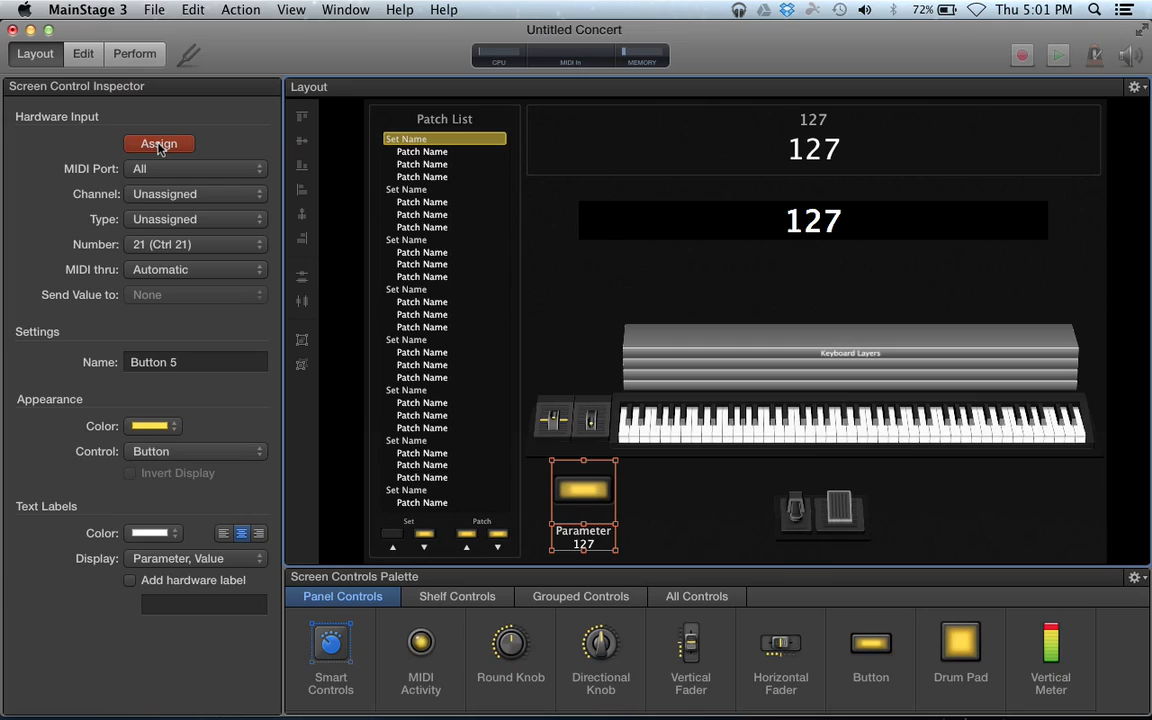 MainStage 3 File Edit Action View Window Help Help 72% Thu 5:01 PM
Untitled Concert
Layout Edit Perform
CPU MIDI In MEMORY
Screen Control Inspector
Hardware Input
Assign
MIDI Port: All
Channel: Unassigned
Type: Unassigned
Number: 21 (Ctrl 21)
MIDI thru: Automatic
Send Value to: None
Settings
Name: Button 5
Appearance
Color:
Control: Button
Invert Display
Text Labels
Color:
Display: Parameter, Value
Add hardware label
Layout
Patch List
Set Name
Patch Name
Patch Name
Patch Name
Set Name
Patch Name
Patch Name
Patch Name
Set Name
Patch Name
Patch Name
Patch Name
Set Name
Patch Name
Patch Name
Patch Name
Set Name
Patch Name
Patch Name
Patch Name
Set Name
Patch Name
Patch Name
Patch Name
Set Name
Patch Name
Patch Name
Patch Name
Set Name
Patch Name
Set Patch
127
127
127
Keyboard Layers
Parameter
127
Screen Controls Palette
Panel Controls Shelf Controls Grouped Controls All Controls
Smart Controls
MIDI Activity
Round Knob
Directional Knob
Vertical Fader
Horizontal Fader
Button
Drum Pad
Vertical Meter